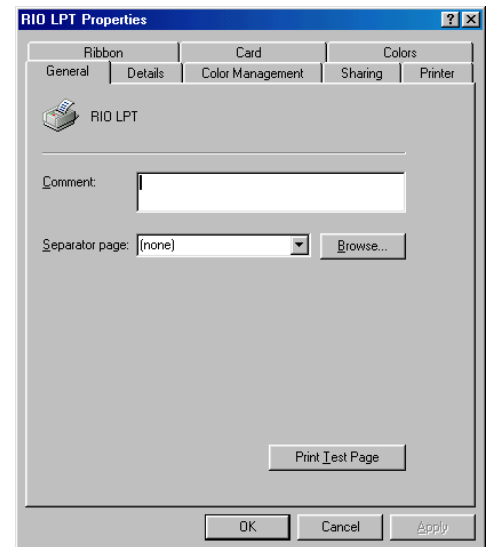 RIO LPT Properties
Ribbon Card Colors
General Details Color Management Sharing Printer
RIO LPT
Comment:
Separator page: (none) Browse...
Print Test Page
OK Cancel Apply